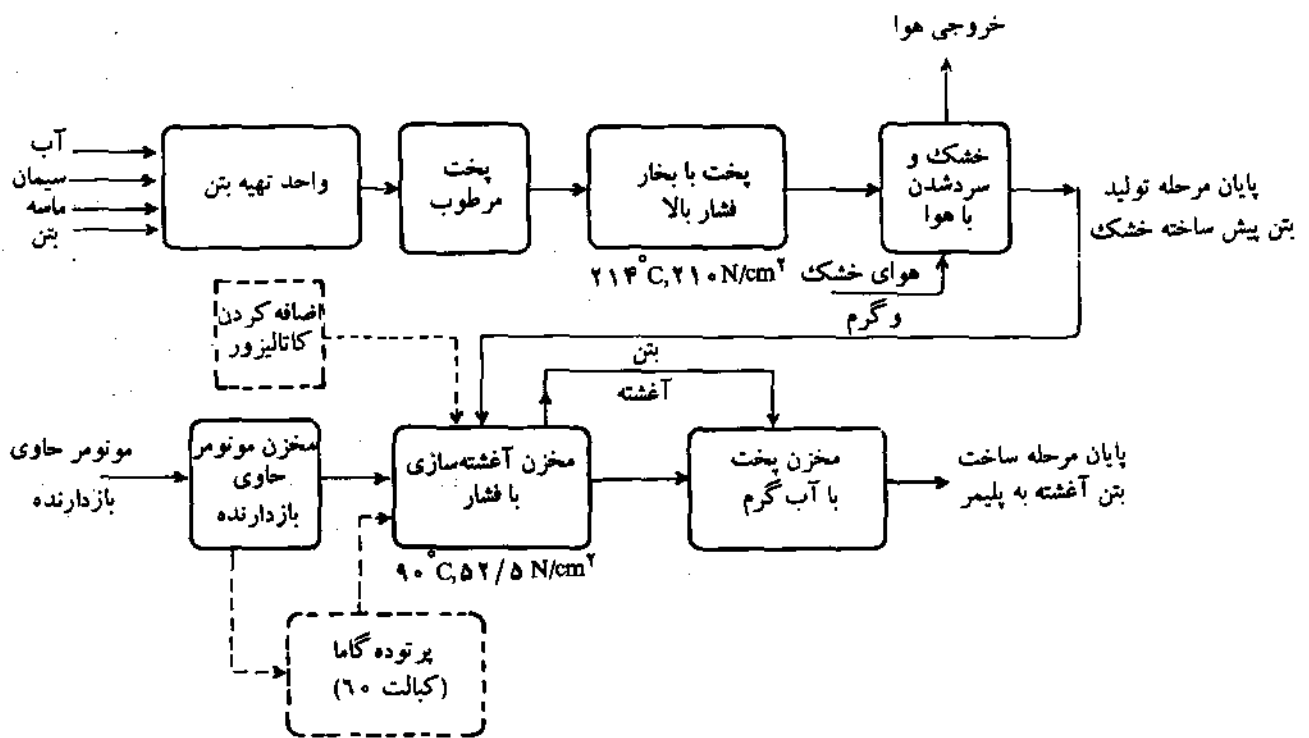 خروجی هوا
آب
سیمان
ماسه
بتن
واحد تهیه بتن
پخت
مرطوب
پخت با بخار
فشار بالا
۲۱۴°C,۲۱۰ N/cm۲
خشک و
سردشدن
با هوا
هوای خشک
و گرم
پایان مرحله تولید
بتن پیش ساخته خشک
اضافه کردن
کاتالیزور
بتن
آغشته
مونومر حاوی
بازدارنده
مخزن مونومر
حاوی
بازدارنده
مخزن آغشته‌سازی
با فشار
۹۰°C,۵۲/۵ N/cm۲
مخزن پخت
با آب گرم
پایان مرحله ساخت
بتن آغشته به پلیمر
پرتوده گاما
(کبالت ۶۰)